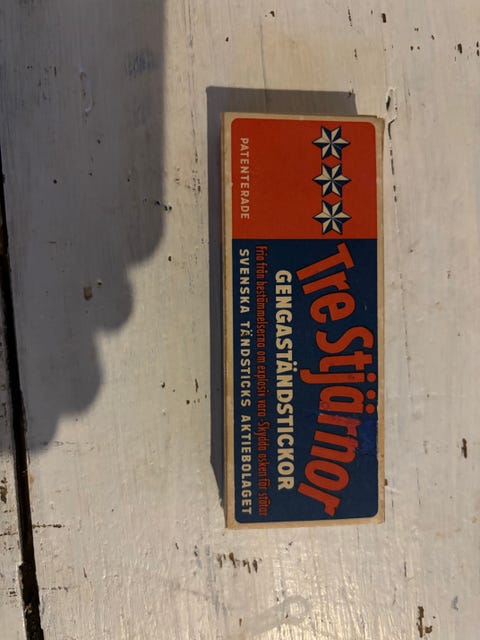 PATENTERADE
Tre Stjärnor
GENGASTÄNDSTICKOR
Fria från bestämmelserna om explosiv vara - Skydda asken för stötar
SVENSKA TÄNDSTICKS AKTIEBOLAGET